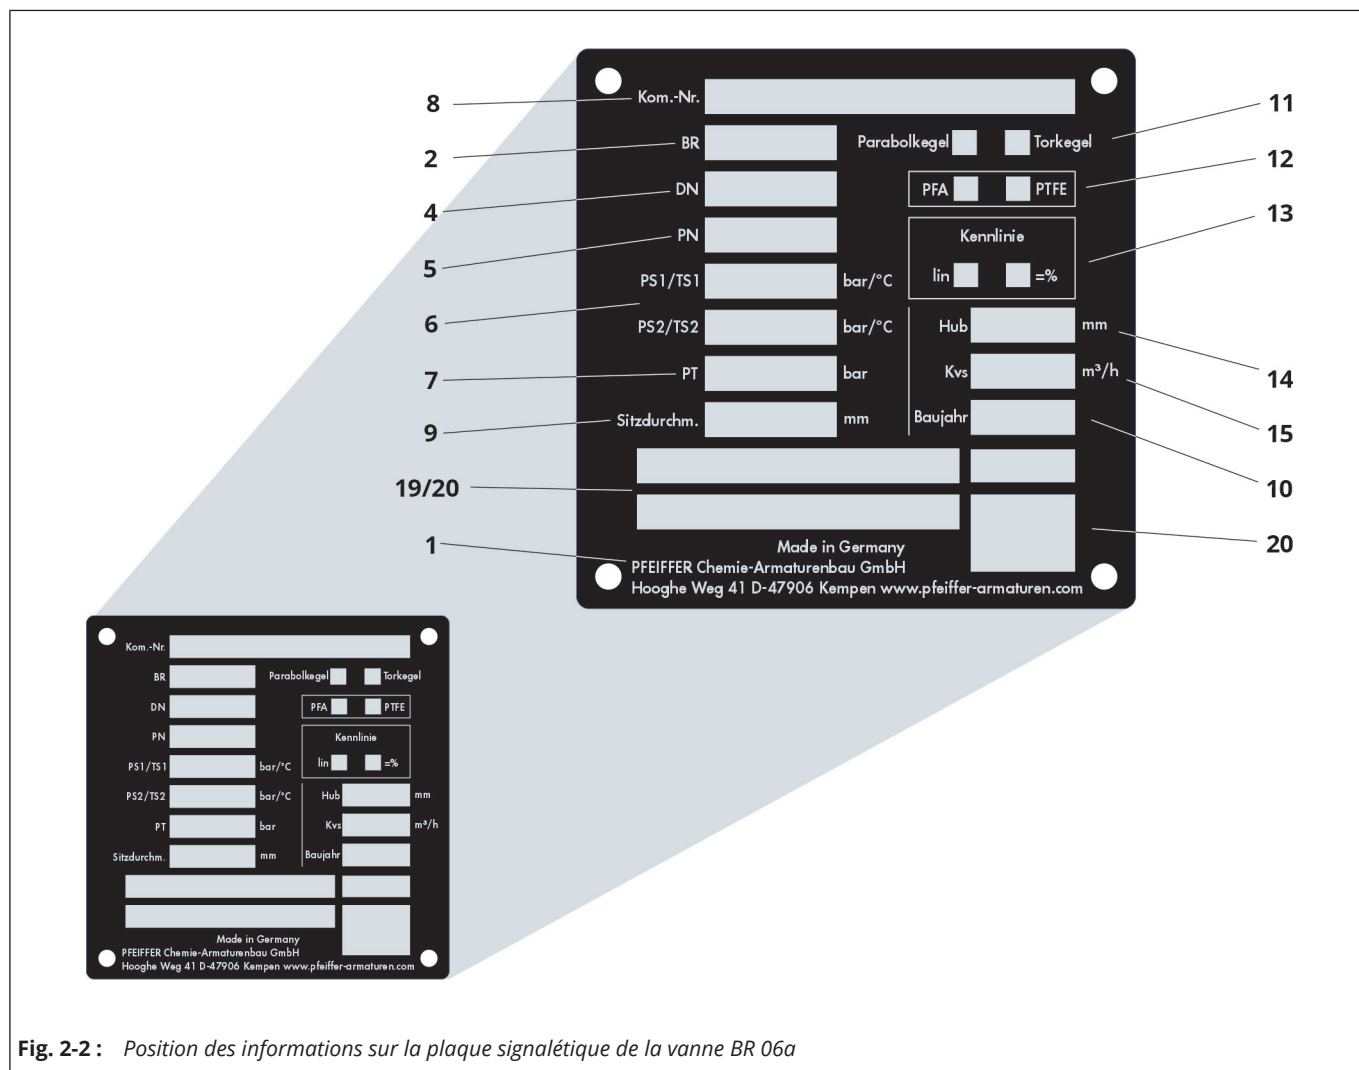 8 Kom.-Nr. 11
2 BR Parabolkegel Torkegel 12
4 DN PFA PTFE 13
5 PN Kennlinie
6 PS1/TS1 bar/°C lin =%
PS2/TS2 bar/°C Hub mm 14
7 PT bar Kvs m³/h 15
9 Sitzdurchm. mm Baujahr 10
19/20 20
1 Made in Germany
PFEIFFER Chemie-Armaturenbau GmbH
Hooghe Weg 41 D-47906 Kempen www.pfeiffer-armaturen.com
Kom.-Nr.
BR Parabolkegel Torkegel
DN PFA PTFE
PN Kennlinie
PS1/TS1 bar/°C lin =%
PS2/TS2 bar/°C Hub mm
PT bar Kvs m³/h
Sitzdurchm. mm Baujahr
Made in Germany
PFEIFFER Chemie-Armaturenbau GmbH
Hooghe Weg 41 D-47906 Kempen www.pfeiffer-armaturen.com
Fig. 2-2 : Position des informations sur la plaque signalétique de la vanne BR 06a